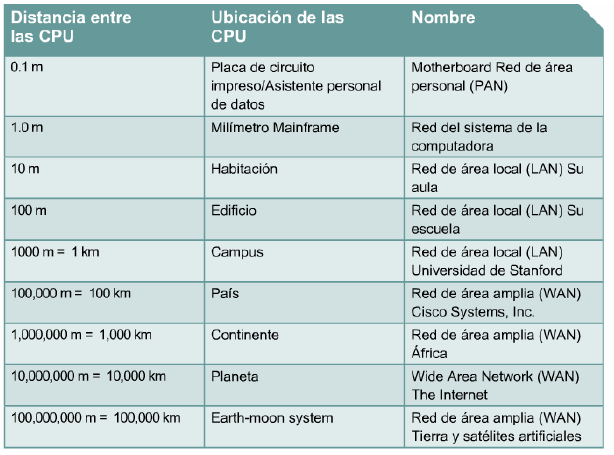 Distancia entre
las CPU
Ubicación de las
CPU
Nombre
0.1 m
Placa de circuito
impreso/Asistente personal
de datos
Motherboard Red de área
personal (PAN)
1.0 m
Milímetro Mainframe
Red del sistema de la
computadora
10 m
Habitación
Red de área local (LAN) Su
aula
100 m
Edificio
Red de área local (LAN) Su
escuela
1000 m = 1 km
Campus
Red de área local (LAN)
Universidad de Stanford
100,000 m = 100 km
País
Red de área amplia (WAN)
Cisco Systems, Inc.
1,000,000 m = 1,000 km
Continente
Red de área amplia (WAN)
África
10,000,000 m = 10,000 km
Planeta
Wide Area Network (WAN)
The Internet
100,000,000 m = 100,000 km
Earth-moon system
Red de área amplia (WAN)
Tierra y satélites artificiales